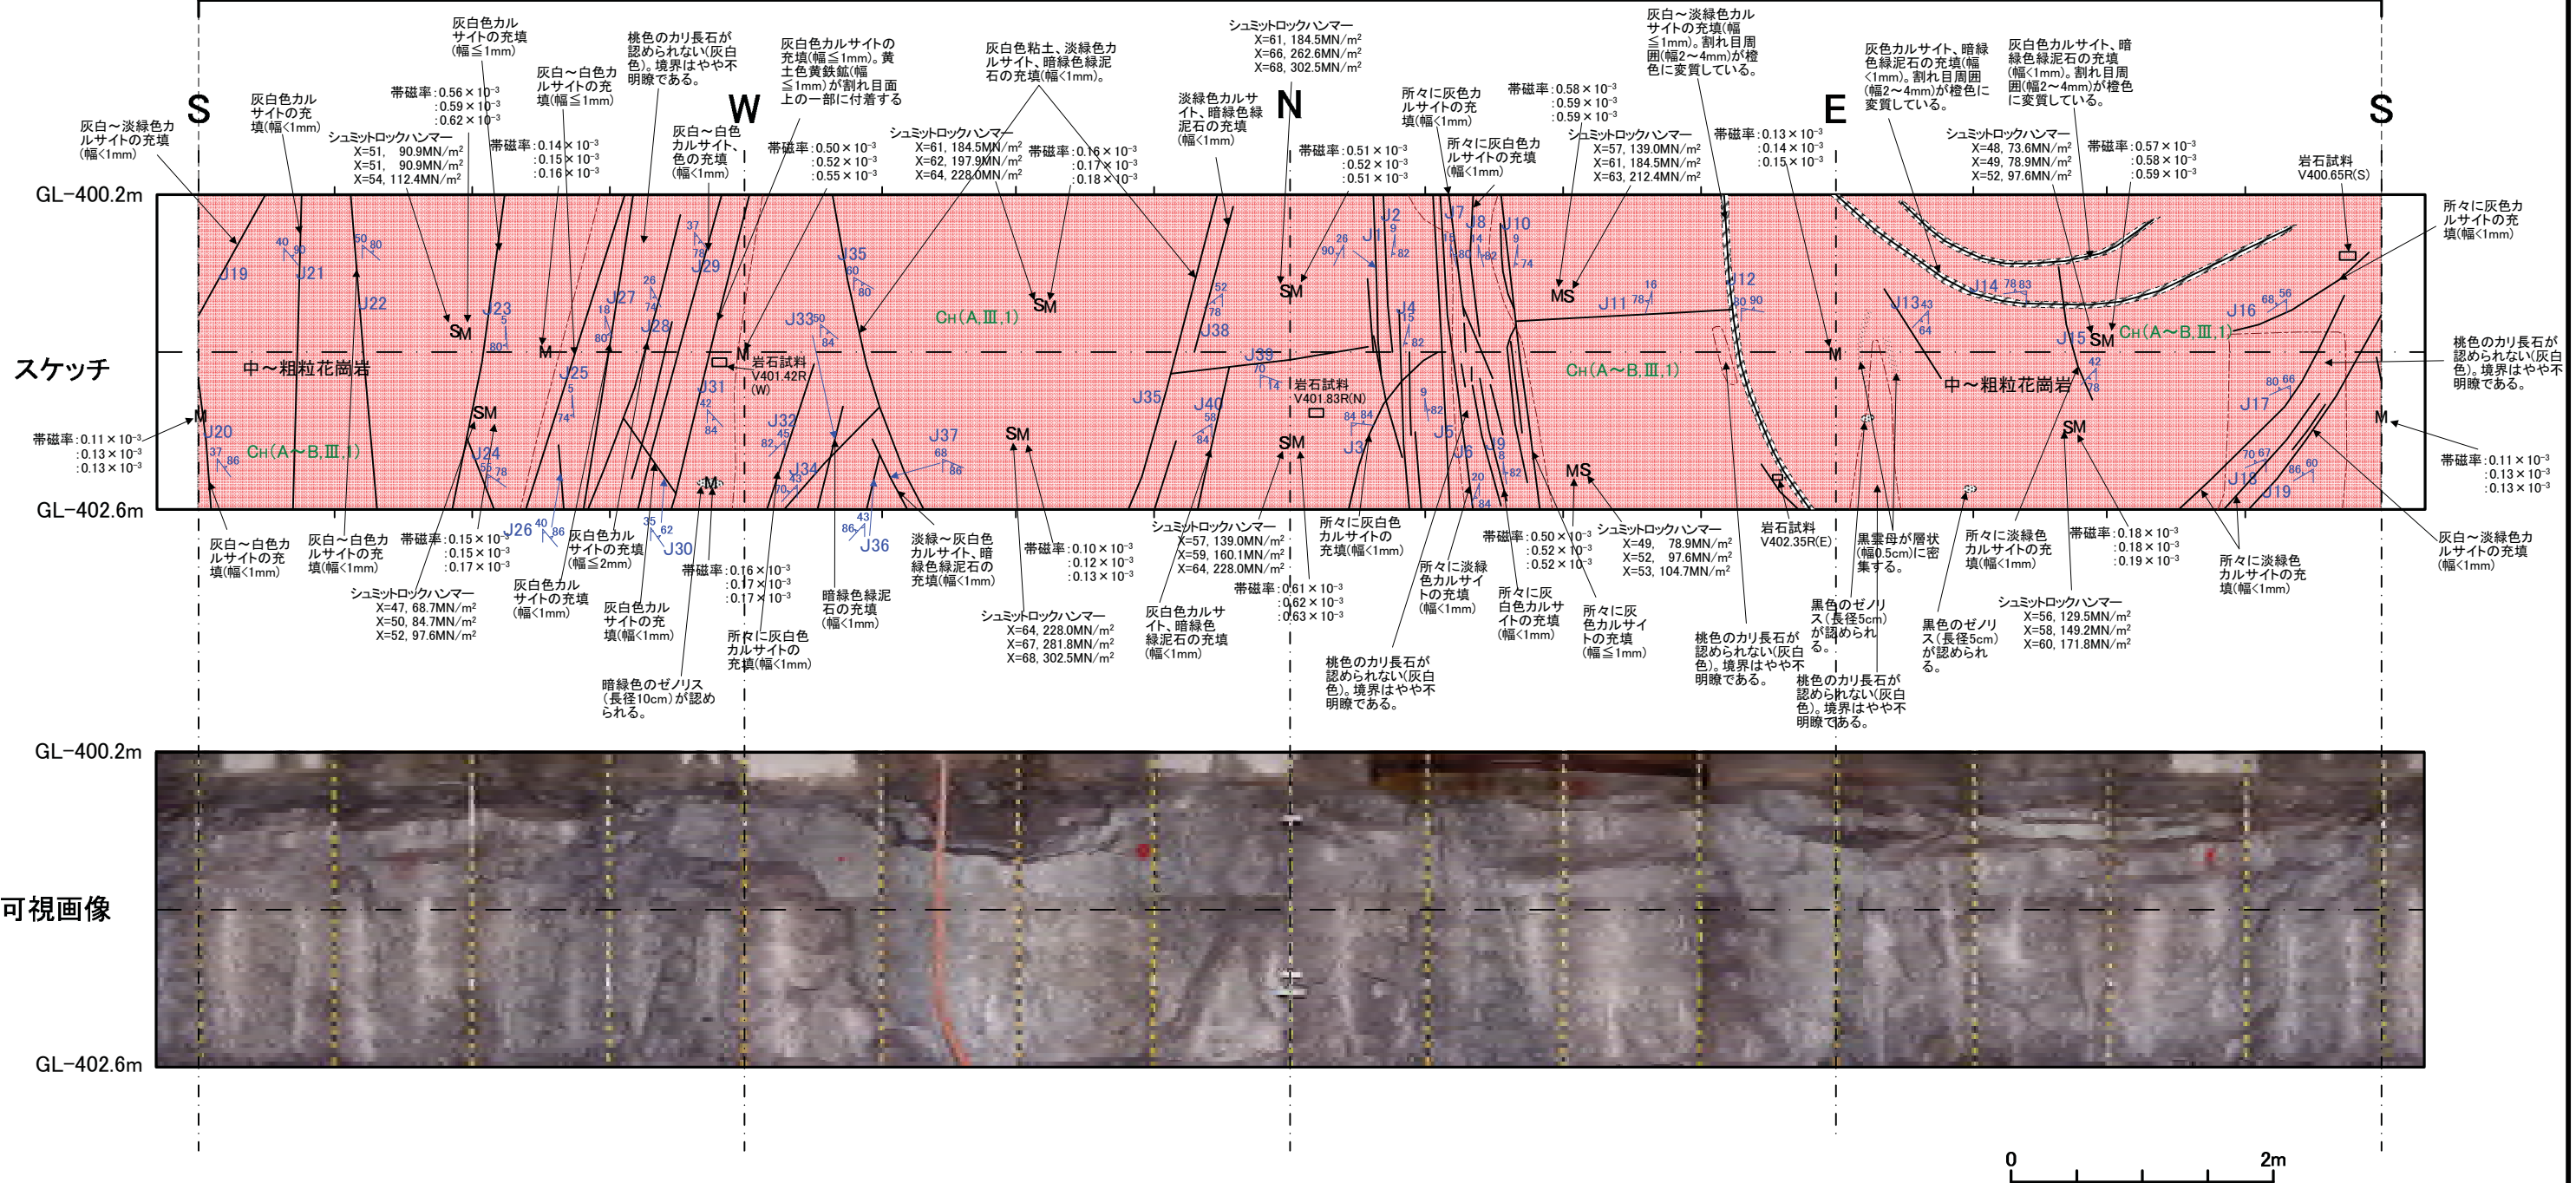 S
W
N
E
S
灰白～淡緑色カ
ルサイトの充填
(幅<1mm)
灰白色カル
サイトの充
填(幅<1mm)
灰白色カル
サイトの充填
(幅≦1mm)
帯磁率:0.56×10⁻³
:0.59×10⁻³
:0.62×10⁻³
シュミットロックハンマー
X=51, 90.9MN/m²
X=51, 90.9MN/m²
X=54, 112.4MN/m²
灰白～白色カ
ルサイトの充
填(幅≦1mm)
帯磁率:0.14×10⁻³
:0.15×10⁻³
:0.16×10⁻³
桃色のカリ長石が
認められない(灰白
色)。境界はやや不
明瞭である。
灰白～白色
カルサイト、
色の充填
(幅<1mm)
灰白色カルサイトの
充填(幅≦1mm)。黄
土色黄鉄鉱(幅
≦1mm)が割れ目面
上の一部に付着する
帯磁率:0.50×10⁻³
:0.52×10⁻³
:0.55×10⁻³
灰白色粘土、淡緑色カ
ルサイト、暗緑色緑泥
石の充填(幅<1mm)。
シュミットロックハンマー
X=61, 184.5MN/m²
X=62, 197.9MN/m²
X=64, 228.0MN/m²
帯磁率:0.16×10⁻³
:0.17×10⁻³
:0.18×10⁻³
淡緑色カルサ
イト、暗緑色緑
泥石の充填
(幅<1mm)
シュミットロックハンマー
X=61, 184.5MN/m²
X=66, 262.6MN/m²
X=68, 302.5MN/m²
帯磁率:0.51×10⁻³
:0.52×10⁻³
:0.51×10⁻³
所々に灰色カ
ルサイトの充
填(幅<1mm)
所々に灰白色カ
ルサイトの充填
(幅<1mm)
帯磁率:0.58×10⁻³
:0.59×10⁻³
:0.59×10⁻³
シュミットロックハンマー
X=57, 139.0MN/m²
X=61, 184.5MN/m²
X=63, 212.4MN/m²
灰白～淡緑色カル
サイトの充填(幅
≦1mm)。割れ目周
囲(幅2～4mm)が橙
色に変質している。
帯磁率:0.13×10⁻³
:0.14×10⁻³
:0.15×10⁻³
灰色カルサイト、暗緑
色緑泥石の充填(幅
<1mm)。割れ目周囲
(幅2～4mm)が橙色に
変質している。
灰白色カルサイト、暗
緑色緑泥石の充填
(幅<1mm)。割れ目周
囲(幅2～4mm)が橙色
に変質している。
シュミットロックハンマー
X=48, 73.6MN/m²
X=49, 78.9MN/m²
X=52, 97.6MN/m²
帯磁率:0.57×10⁻³
:0.58×10⁻³
:0.59×10⁻³
岩石試料
V400.65R(S)
所々に灰色カ
ルサイトの充
填(幅<1mm)
桃色のカリ長石が
認められない(灰白
色)。境界はやや不
明瞭である。
GL-400.2m
スケッチ
GL-402.6m
中～粗粒花崗岩
CH(A～B,Ⅲ,1)
CH(A,Ⅲ,1)
CH(A～B,Ⅲ,1)
中～粗粒花崗岩
CH(A～B,Ⅲ,1)
J19
J21
J22
J20
J23
J24
J25
J26
J27
J28
J29
J30
J31
J32
J33
J34
J35
J36
J37
J38
J35
J39
J40
J1
J2
J3
J4
J5
J6
J7
J8
J9
J10
J11
J12
J13
J14
J15
J16
J17
J18
J19
岩石試料
V401.42R
(W)
岩石試料
V401.83R(N)
帯磁率:0.11×10⁻³
:0.13×10⁻³
:0.13×10⁻³
灰白～白色カ
ルサイトの充
填(幅<1mm)
灰白～白色カ
ルサイトの充
填(幅<1mm)
帯磁率:0.15×10⁻³
:0.15×10⁻³
:0.17×10⁻³
シュミットロックハンマー
X=47, 68.7MN/m²
X=50, 84.7MN/m²
X=52, 97.6MN/m²
灰白色カル
サイトの充填
(幅<1mm)
灰白色カル
サイトの充填
(幅≦2mm)
灰白色カル
サイトの充
填(幅<1mm)
暗緑色のゼノリス
(長径10cm)が認め
られる。
帯磁率:0.16×10⁻³
:0.17×10⁻³
:0.17×10⁻³
所々に灰白色
カルサイトの
充填(幅<1mm)
暗緑色緑泥
石の充填
(幅<1mm)
淡緑～灰白色
カルサイト、暗
緑色緑泥石の
充填(幅<1mm)
シュミットロックハンマー
X=64, 228.0MN/m²
X=67, 281.8MN/m²
X=68, 302.5MN/m²
帯磁率:0.10×10⁻³
:0.12×10⁻³
:0.13×10⁻³
シュミットロックハンマー
X=57, 139.0MN/m²
X=59, 160.1MN/m²
X=64, 228.0MN/m²
灰白色カルサ
イト、暗緑色
緑泥石の充填
(幅<1mm)
帯磁率:0.61×10⁻³
:0.62×10⁻³
:0.63×10⁻³
所々に灰白色
カルサイトの
充填(幅<1mm)
桃色のカリ長石が
認められない(灰白
色)。境界はやや不
明瞭である。
所々に淡緑
色カルサイ
トの充填
(幅<1mm)
帯磁率:0.50×10⁻³
:0.52×10⁻³
:0.52×10⁻³
所々に灰
白色カルサ
イトの充填
(幅<1mm)
シュミットロックハンマー
X=49, 78.9MN/m²
X=52, 97.6MN/m²
X=53, 104.7MN/m²
所々に灰
色カルサイ
トの充填
(幅≦1mm)
桃色のカリ長石が
認められない(灰白
色)。境界はやや不
明瞭である。
岩石試料
V402.35R(E)
黒雲母が層状
(幅0.5cm)に密
集する。
黒色のゼノリ
ス(長径5cm)
が認められ
る。
桃色のカリ長石が
認められない(灰白
色)。境界はやや不
明瞭である。
黒色のゼノリ
ス(長径5cm)
が認められ
る。
所々に淡緑色
カルサイトの充
填(幅<1mm)
帯磁率:0.18×10⁻³
:0.18×10⁻³
:0.19×10⁻³
シュミットロックハンマー
X=56, 129.5MN/m²
X=58, 149.2MN/m²
X=60, 171.8MN/m²
所々に淡緑色
カルサイトの充
填(幅<1mm)
灰白～淡緑色カ
ルサイトの充填
(幅<1mm)
帯磁率:0.11×10⁻³
:0.13×10⁻³
:0.13×10⁻³
GL-400.2m
可視画像
GL-402.6m
0 2m